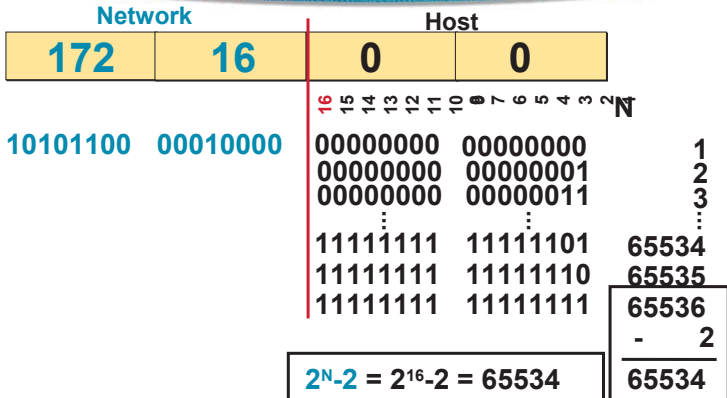 Network Host
172 16 0 0
16 15 14 13 12 11 10 9 8 7 6 5 4 3 2 1 N
10101100 00010000 00000000 00000000 1
00000000 00000001 2
00000000 00000011 3
⋮ ⋮ ⋮
11111111 11111101 65534
11111111 11111110 65535
11111111 11111111 65536
- 2
2ᴺ-2 = 2¹⁶-2 = 65534 65534